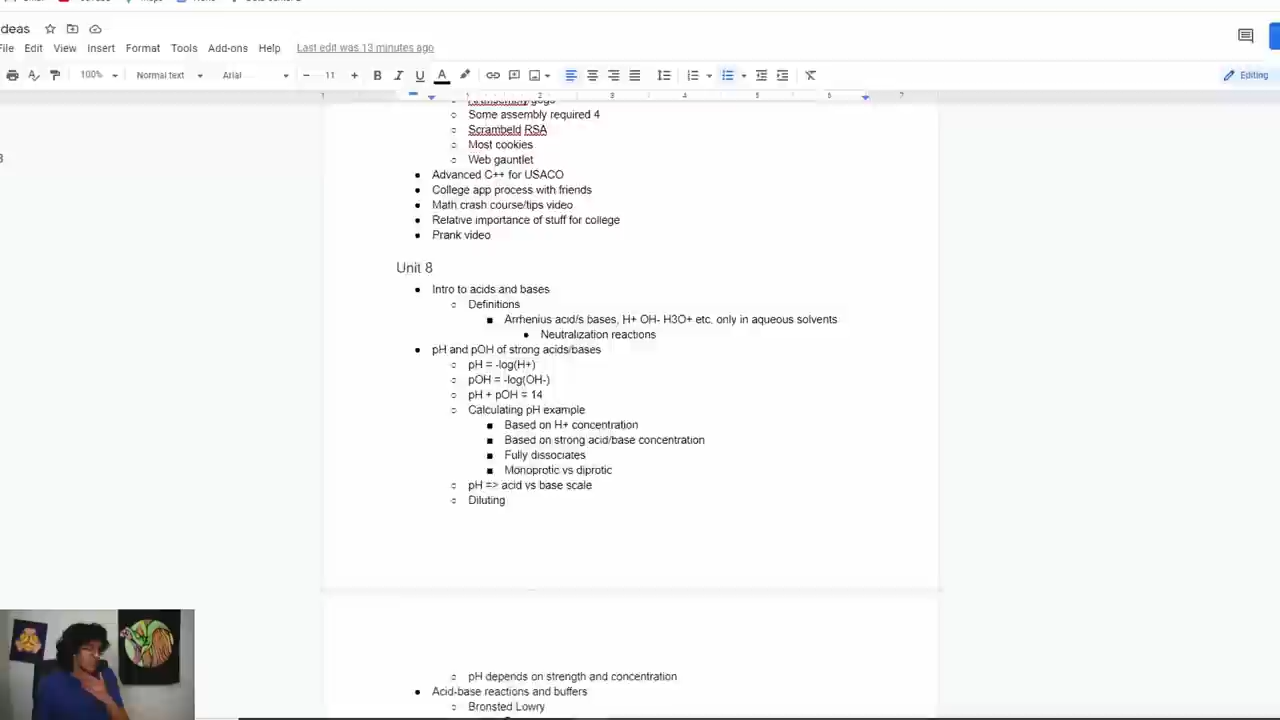 deas
File Edit View Insert Format Tools Add-ons Help Last edit was 13 minutes ago
100% Normal text Arial 11 Editing
Some assembly required 4
Scrambeld RSA
Most cookies
Web gauntlet
Advanced C++ for USACO
College app process with friends
Math crash course/tips video
Relative importance of stuff for college
Prank video
Unit 8
Intro to acids and bases
Definitions
Arrhenius acid/s bases, H+ OH- H3O+ etc. only in aqueous solvents
Neutralization reactions
pH and pOH of strong acids/bases
pH = -log(H+)
pOH = -log(OH-)
pH + pOH = 14
Calculating pH example
Based on H+ concentration
Based on strong acid/base concentration
Fully dissociates
Monoprotic vs diprotic
pH => acid vs base scale
Diluting
pH depends on strength and concentration
Acid-base reactions and buffers
Bronsted Lowry